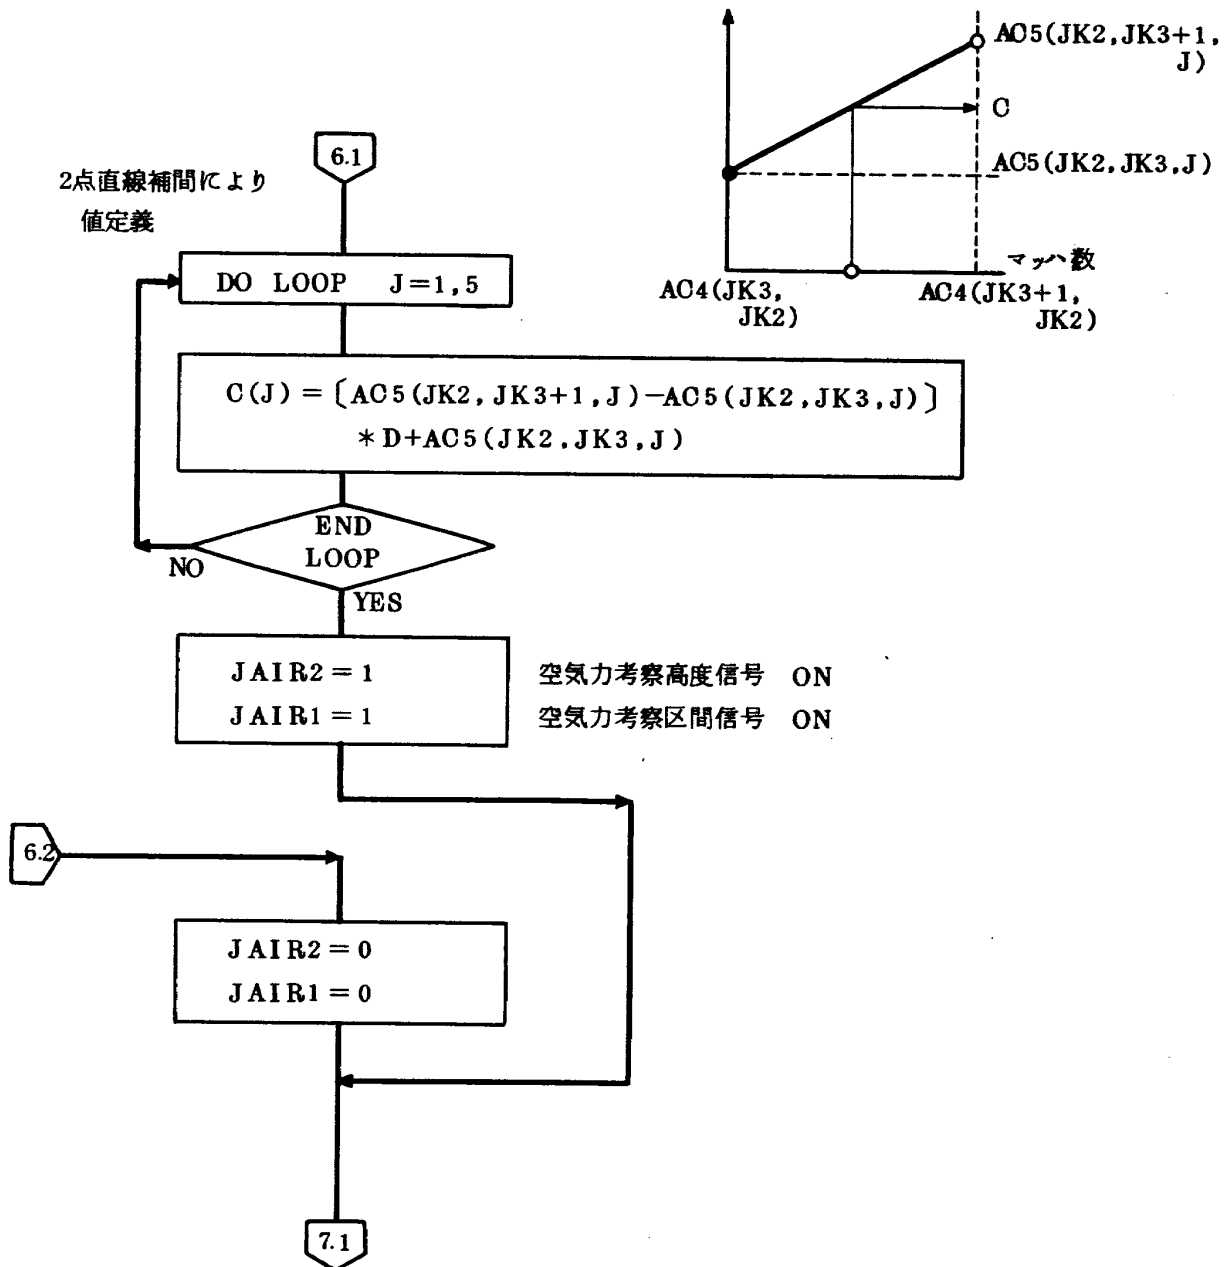 AC5(JK2,JK3+1,
J)
C
AC5(JK2,JK3,J)
マッハ数
AC4(JK3,
JK2)
AC4(JK3+1,
JK2)
6.1
2点直線補間により
値定義
DO LOOP J=1,5
C(J)=〔AC5(JK2,JK3+1,J)−AC5(JK2,JK3,J)〕
*D+AC5(JK2.JK3,J)
END
LOOP
NO
YES
JAIR2=1
空気力考察高度信号 ON
JAIR1=1
空気力考察区間信号 ON
6.2
JAIR2=0
JAIR1=0
7.1